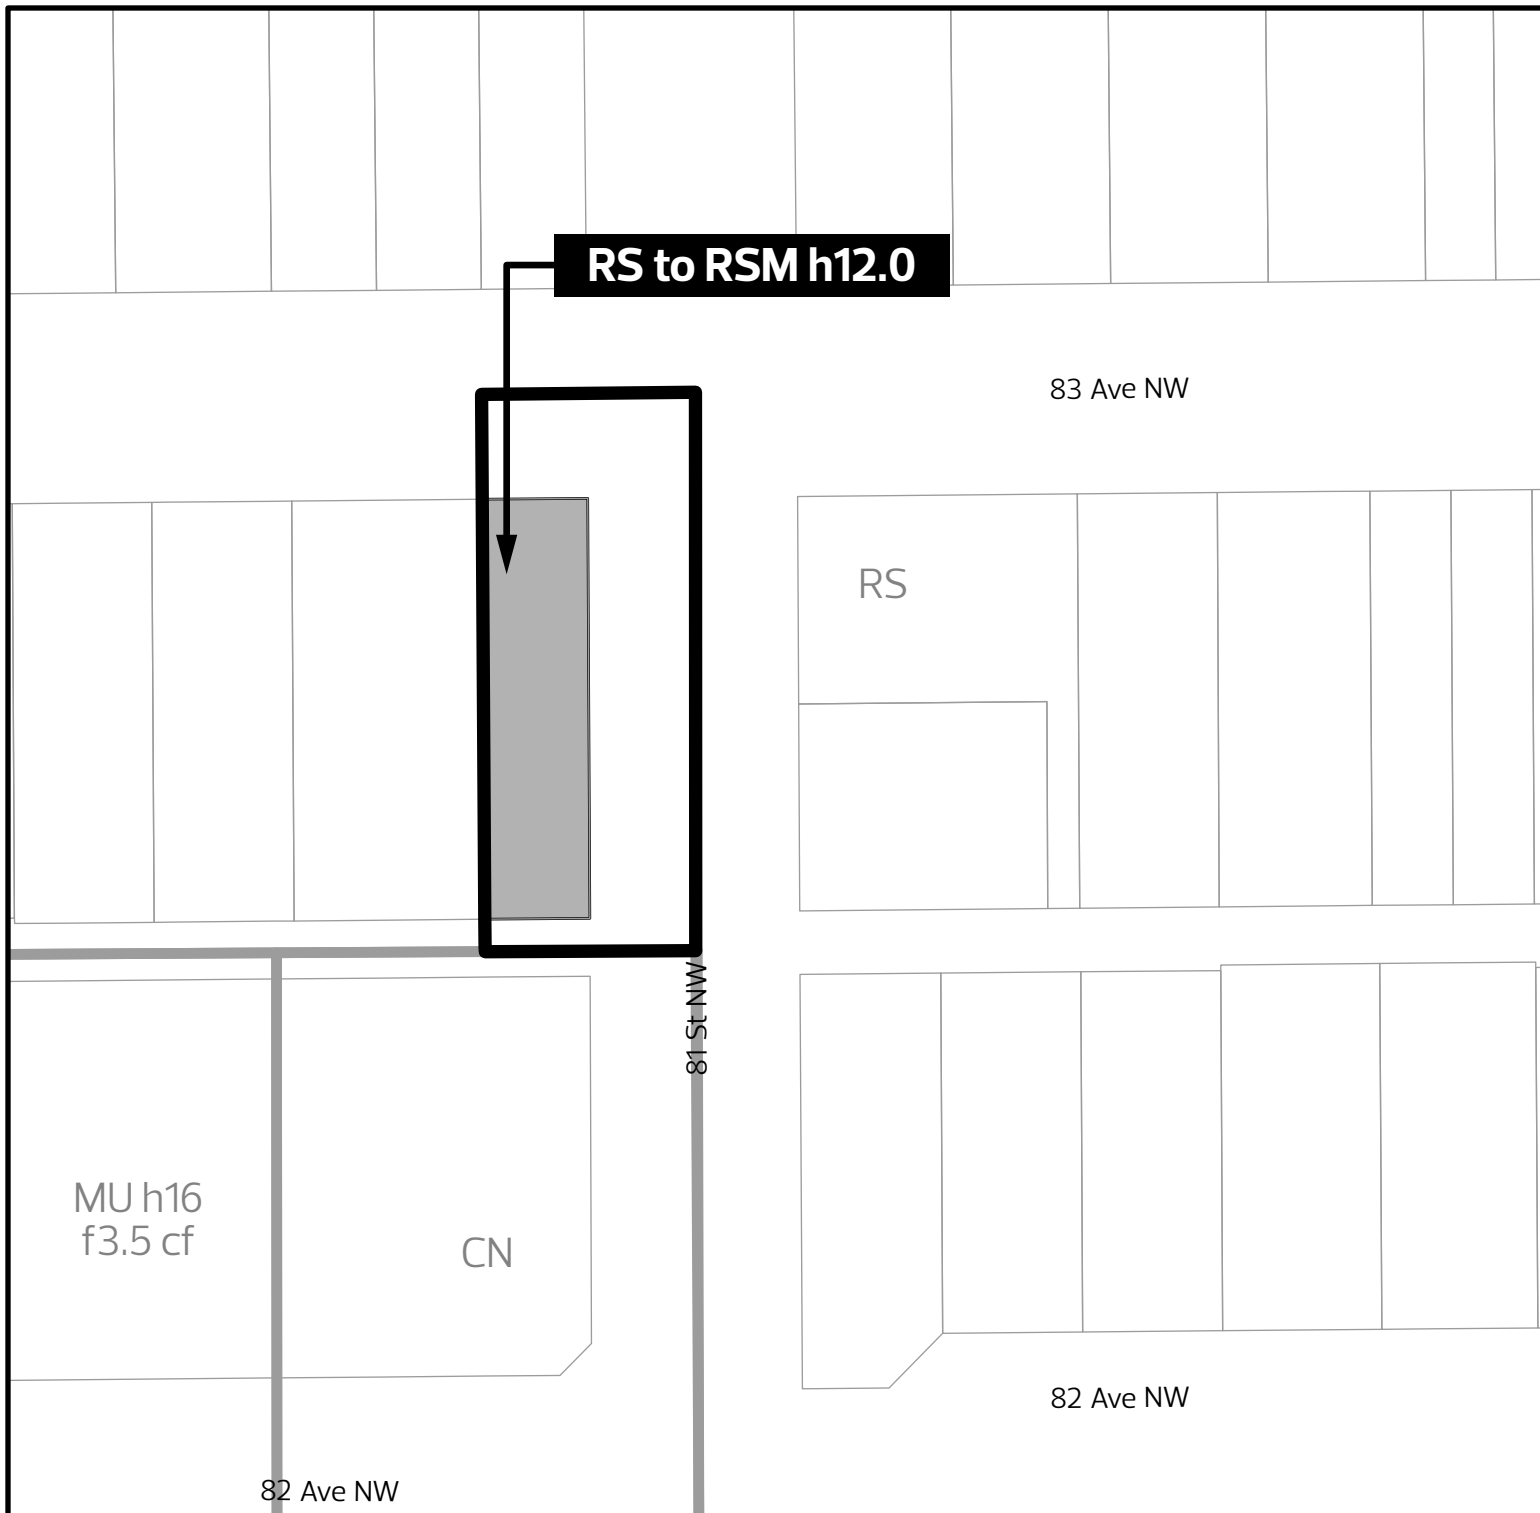 RS to RSM h12.0
83 Ave NW
RS
81 St NW
MU h16
f3.5 cf
CN
82 Ave NW
82 Ave NW